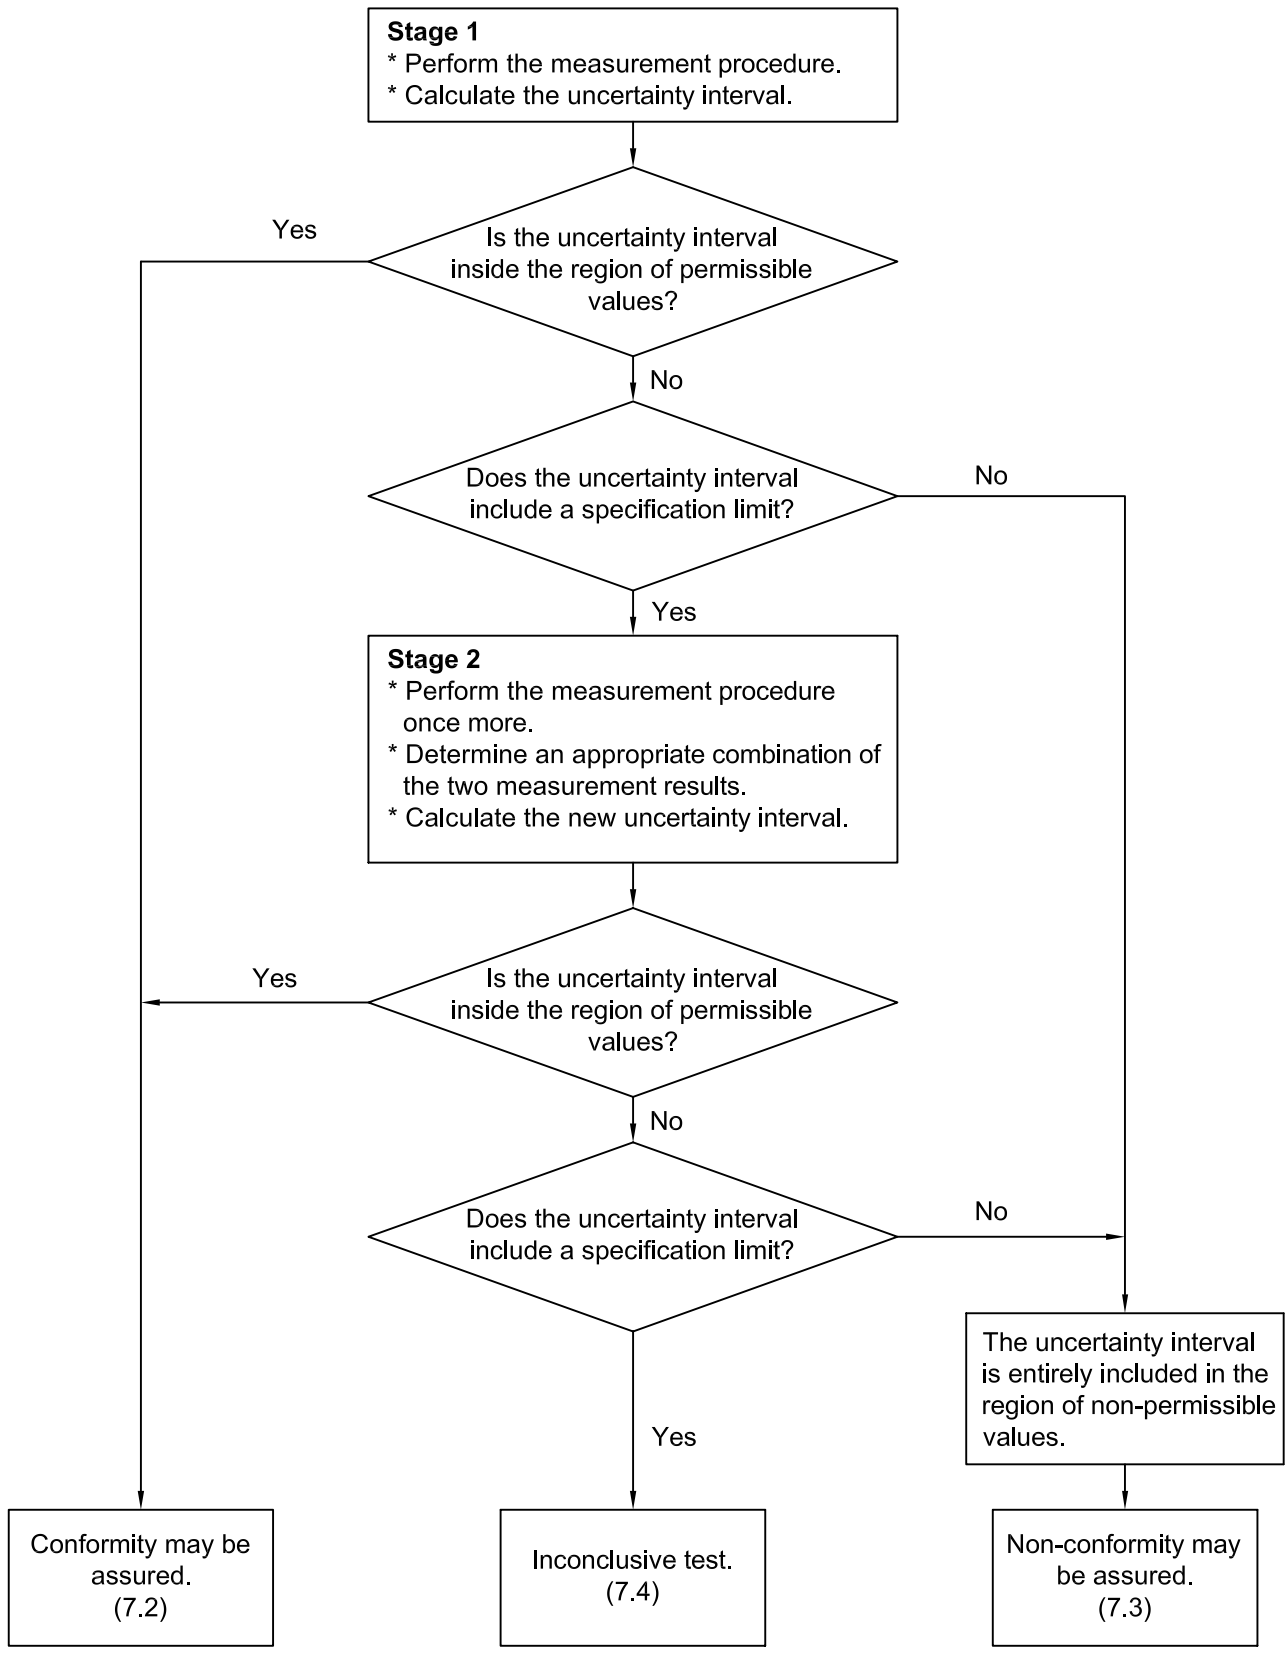 Stage 1
* Perform the measurement procedure.
* Calculate the uncertainty interval.
Yes
Is the uncertainty interval
inside the region of permissible
values?
No
Does the uncertainty interval
include a specification limit?
No
Yes
Stage 2
* Perform the measurement procedure
once more.
* Determine an appropriate combination of
the two measurement results.
* Calculate the new uncertainty interval.
Yes
Is the uncertainty interval
inside the region of permissible
values?
No
Does the uncertainty interval
include a specification limit?
No
The uncertainty interval
is entirely included in the
region of non-permissible
values.
Yes
Conformity may be
assured.
(7.2)
Inconclusive test.
(7.4)
Non-conformity may
be assured.
(7.3)